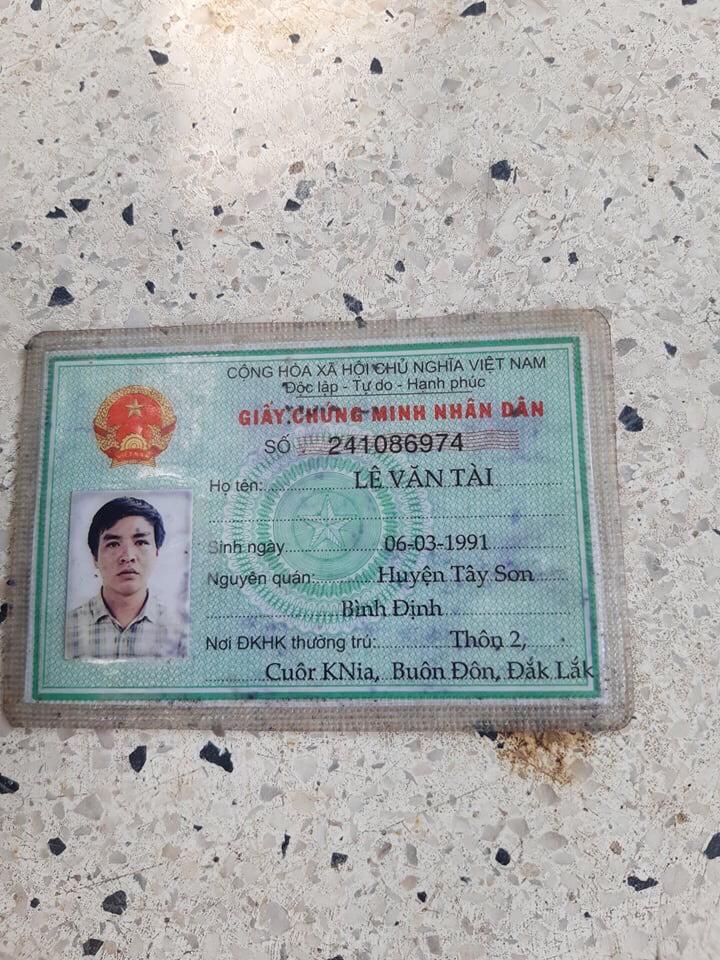 CỘNG HÒA XÃ HỘI CHỦ NGHĨA VIỆT NAM
Độc lập - Tự do - Hạnh phúc
GIẤY CHỨNG MINH NHÂN DÂN
SỐ 241086974
Họ tên: LÊ VĂN TÀI
Sinh ngày 06-03-1991
Nguyên quán: Huyện Tây Sơn
Bình Định
Nơi ĐKHK thường trú: Thôn 2,
Cuôr KNia, Buôn Đôn, Đắk Lắk
VIỆT NAM